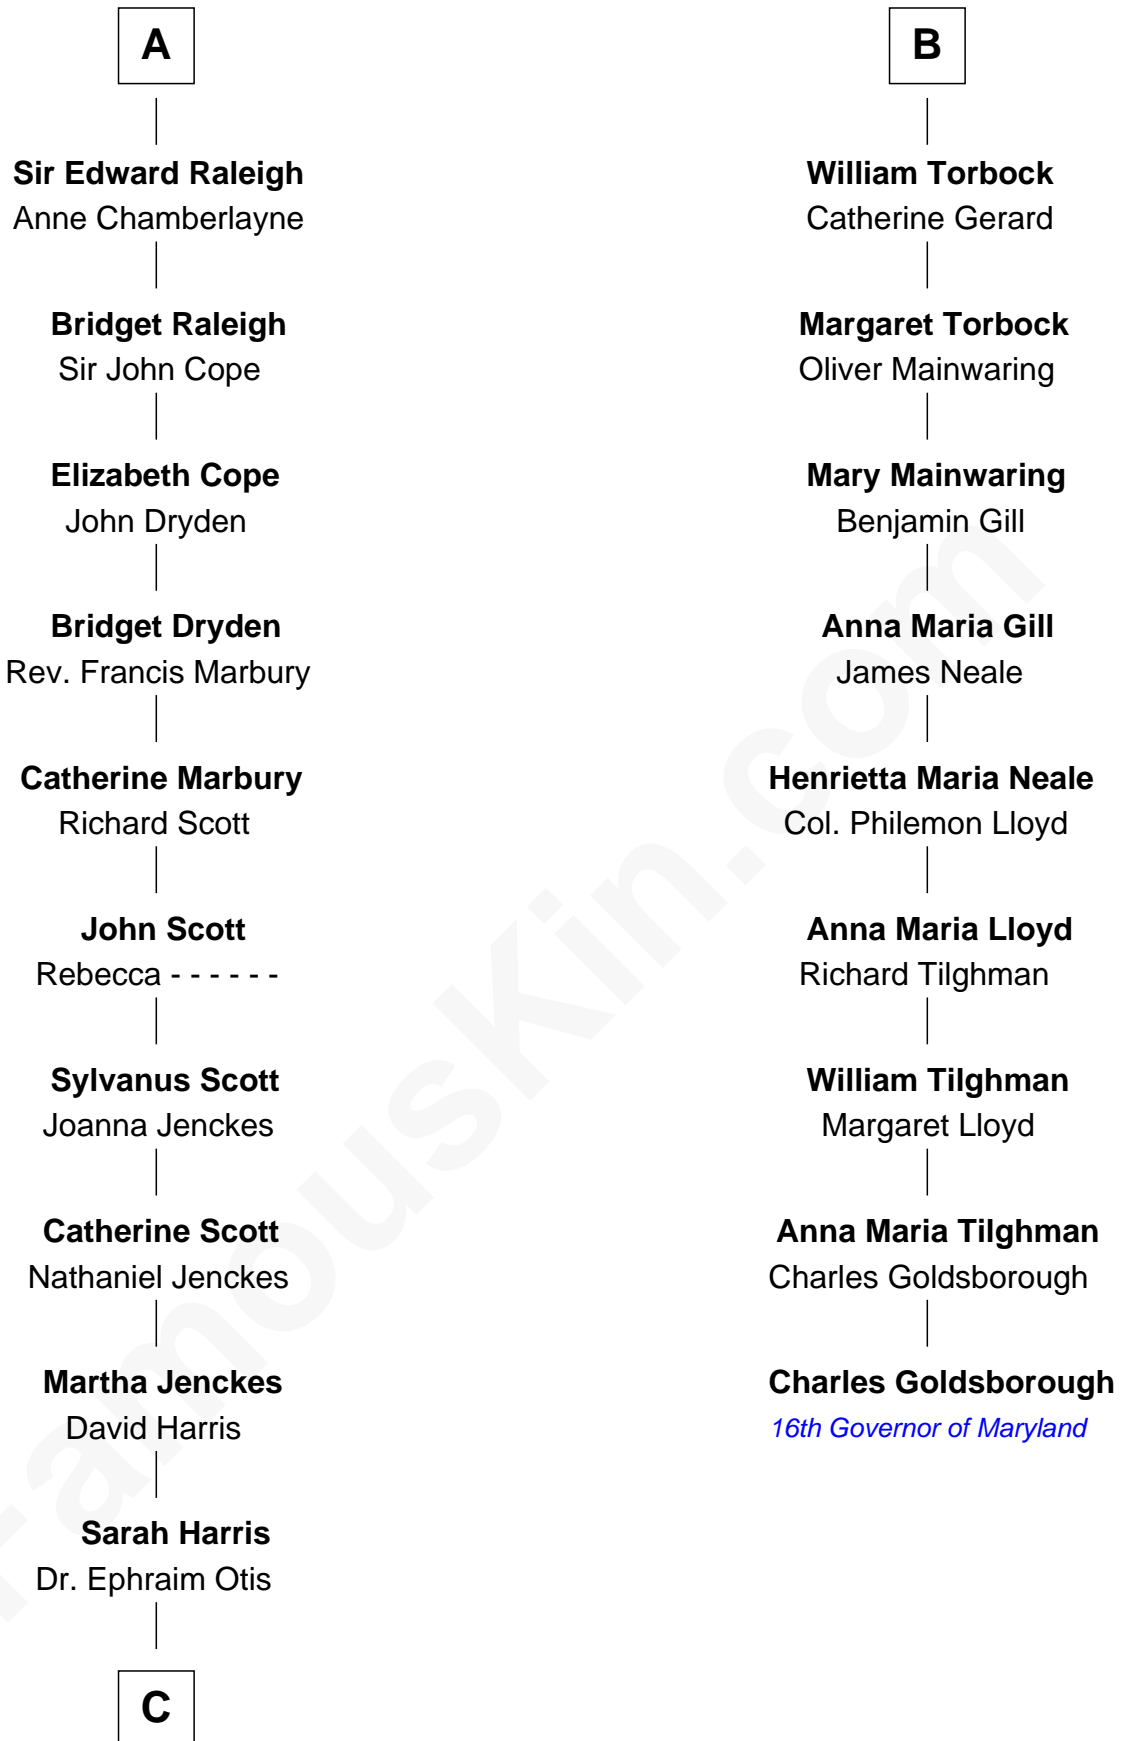 A
Sir Edward Raleigh
Anne Chamberlayne
Bridget Raleigh
Sir John Cope
Elizabeth Cope
John Dryden
Bridget Dryden
Rev. Francis Marbury
Catherine Marbury
Richard Scott
John Scott
Rebecca - - - - - -
Sylvanus Scott
Joanna Jenckes
Catherine Scott
Nathaniel Jenckes
Martha Jenckes
David Harris
Sarah Harris
Dr. Ephraim Otis
C
B
William Torbock
Catherine Gerard
Margaret Torbock
Oliver Mainwaring
Mary Mainwaring
Benjamin Gill
Anna Maria Gill
James Neale
Henrietta Maria Neale
Col. Philemon Lloyd
Anna Maria Lloyd
Richard Tilghman
William Tilghman
Margaret Lloyd
Anna Maria Tilghman
Charles Goldsborough
Charles Goldsborough
16th Governor of Maryland
FamousKin.com